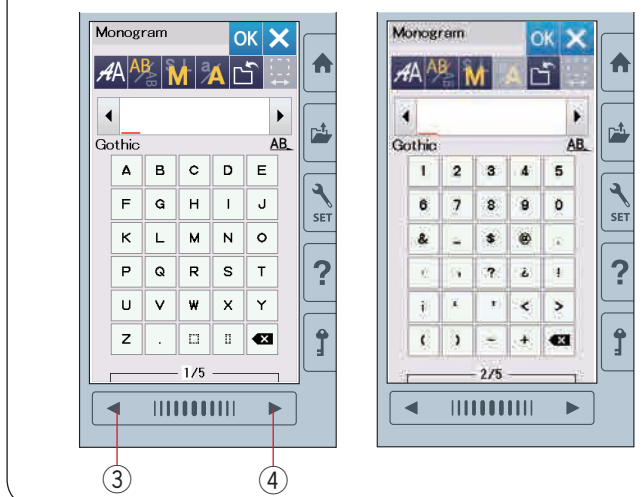 Monogram OK
Gothic AB
A B C D E
F G H I J
K L M N O
P Q R S T
U V W X Y
Z .
1/5
SET
?
③ ④
Monogram OK
Gothic AB
1 2 3 4 5
6 7 8 9 0
& - $ @
? ¿ !
¡ < >
( ) - +
2/5
SET
?